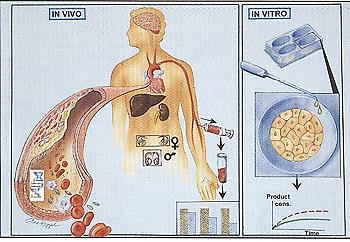 IN VIVO
IN VITRO
♀
♂
Product
cons.
Time